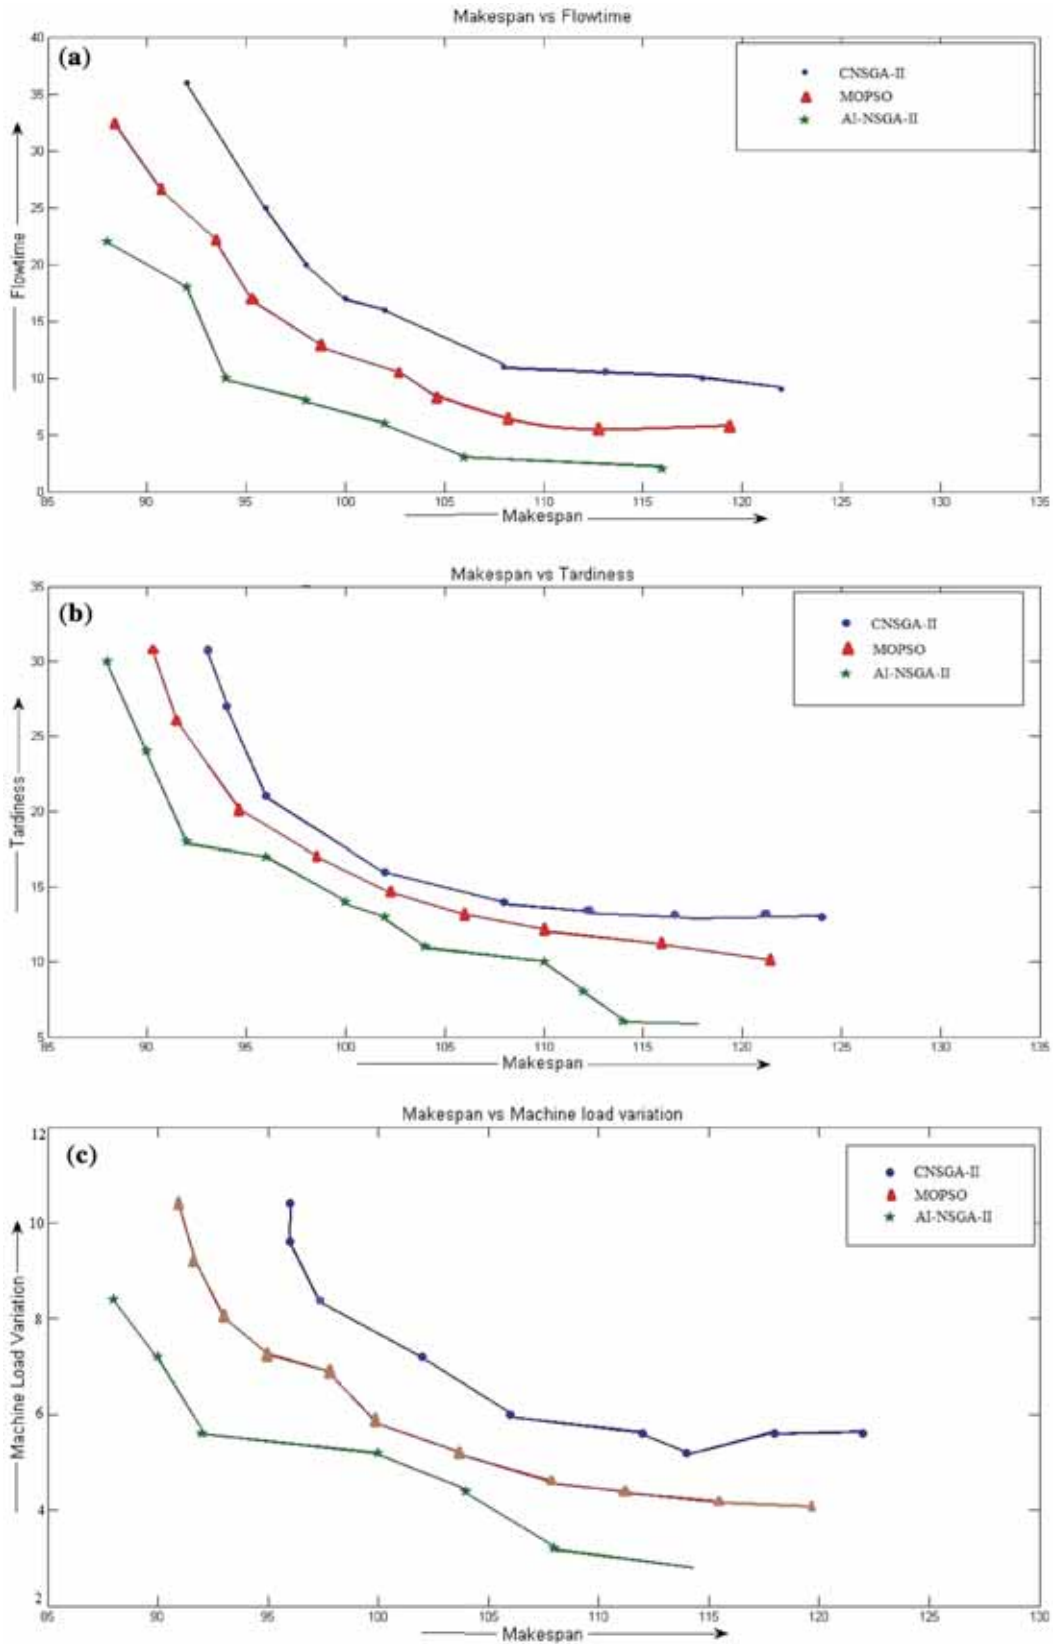 Makespan vs Flowtime
(a)
CNSGA-II
MOPSO
AI-NSGA-II
40
35
30
25
20
15
10
5
0
Flowtime
85 90 95 100 105 110 115 120 125 130 135
Makespan
Makespan vs Tardiness
(b)
CNSGA-II
MOPSO
AI-NSGA-II
35
30
25
20
15
10
5
Tardiness
85 90 95 100 105 110 115 120 125 130 135
Makespan
Makespan vs Machine load variation
(c)
CNSGA-II
MOPSO
AI-NSGA-II
12
10
8
6
4
2
Machine Load Variation
85 90 95 100 105 110 115 120 125 130
Makespan